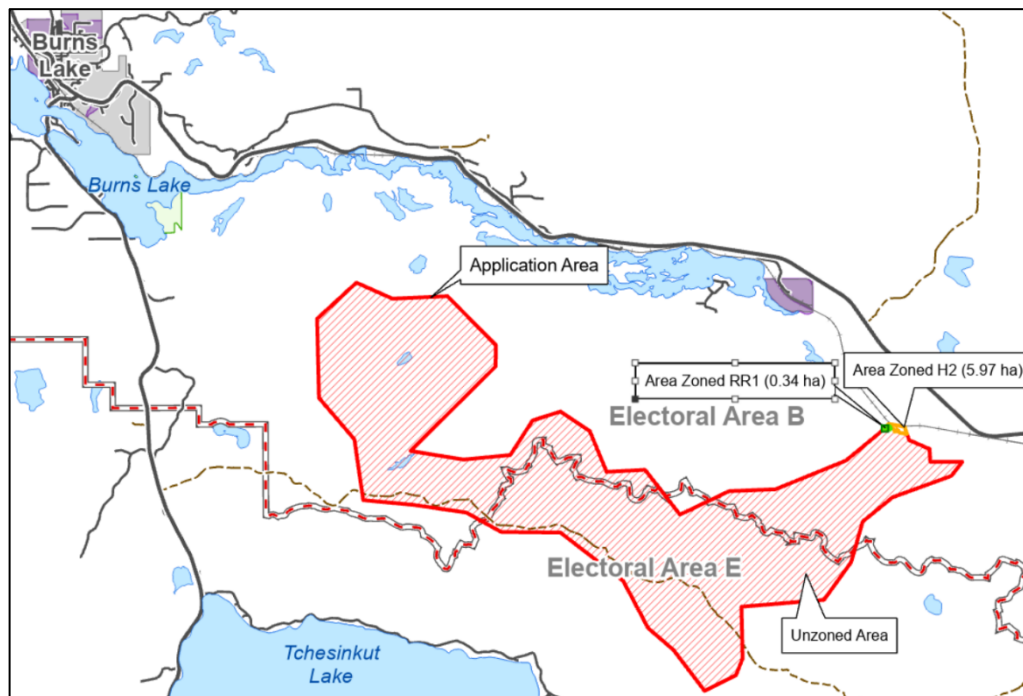 Burns
Lake
Burns Lake
Application Area
Area Zoned RR1 (0.34 ha)
Area Zoned H2 (5.97 ha)
Electoral Area B
Electoral Area E
Unzoned Area
Tchesinkut
Lake